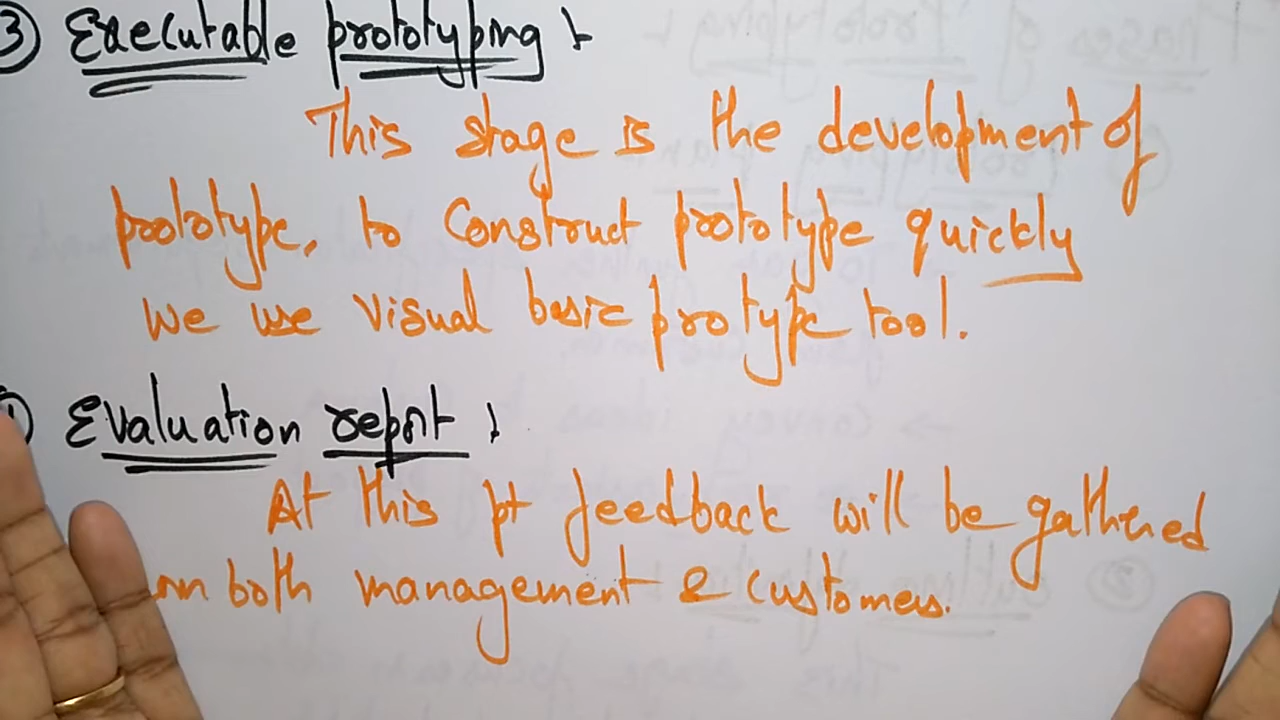 ③ Executable prototyping :-
This stage is the development of
prototype, to construct prototype quickly
we use visual basic protype tool.
Evaluation report :
At this pt feedback will be gathered
both management & customers.